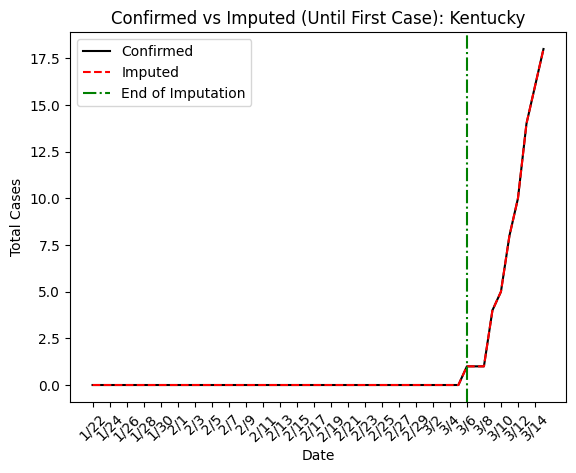 Confirmed vs Imputed (Until First Case): Kentucky
Confirmed
Imputed
End of Imputation
Total Cases
17.5
15.0
12.5
10.0
7.5
5.0
2.5
0.0
1/22 1/24 1/26 1/28 1/30 2/1 2/3 2/5 2/7 2/9 2/11 2/13 2/15 2/17 2/19 2/21 2/23 2/25 2/27 2/29 3/2 3/4 3/6 3/8 3/10 3/12 3/14
Date